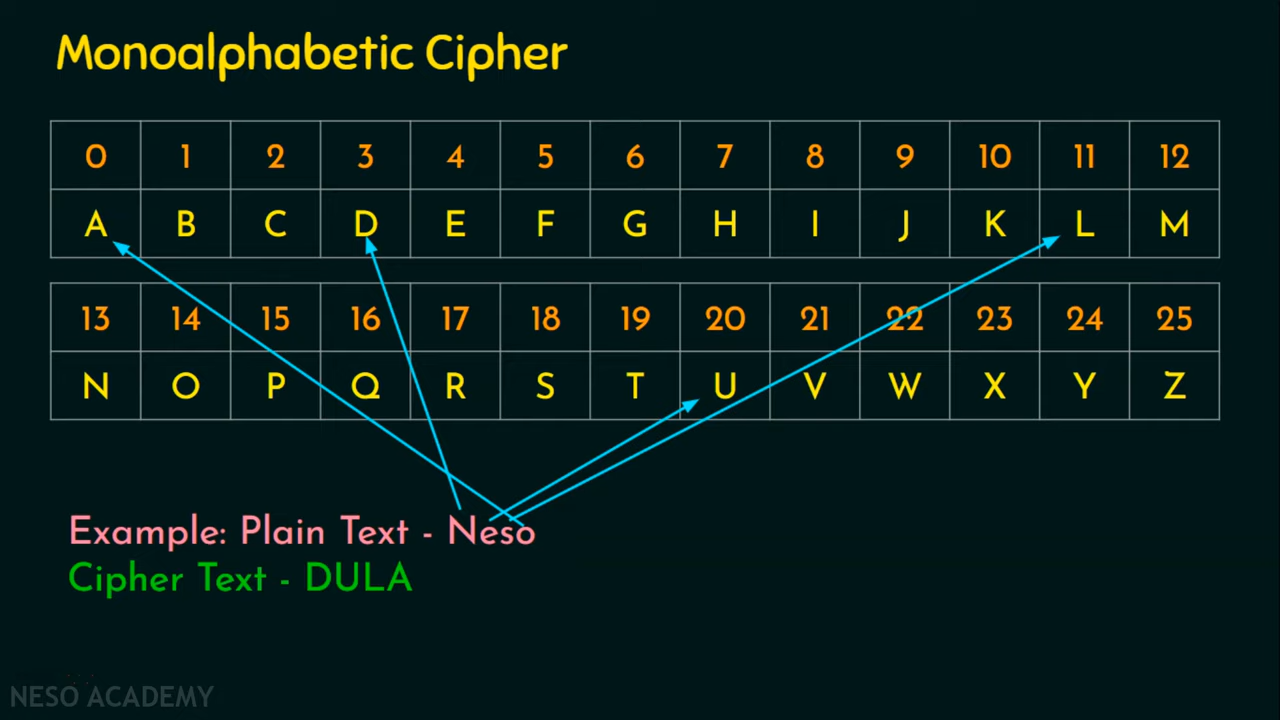 Monoalphabetic Cipher
0 1 2 3 4 5 6 7 8 9 10 11 12
A B C D E F G H I J K L M
13 14 15 16 17 18 19 20 21 22 23 24 25
N O P Q R S T U V W X Y Z
Example: Plain Text - Neso
Cipher Text - DULA
NESO ACADEMY